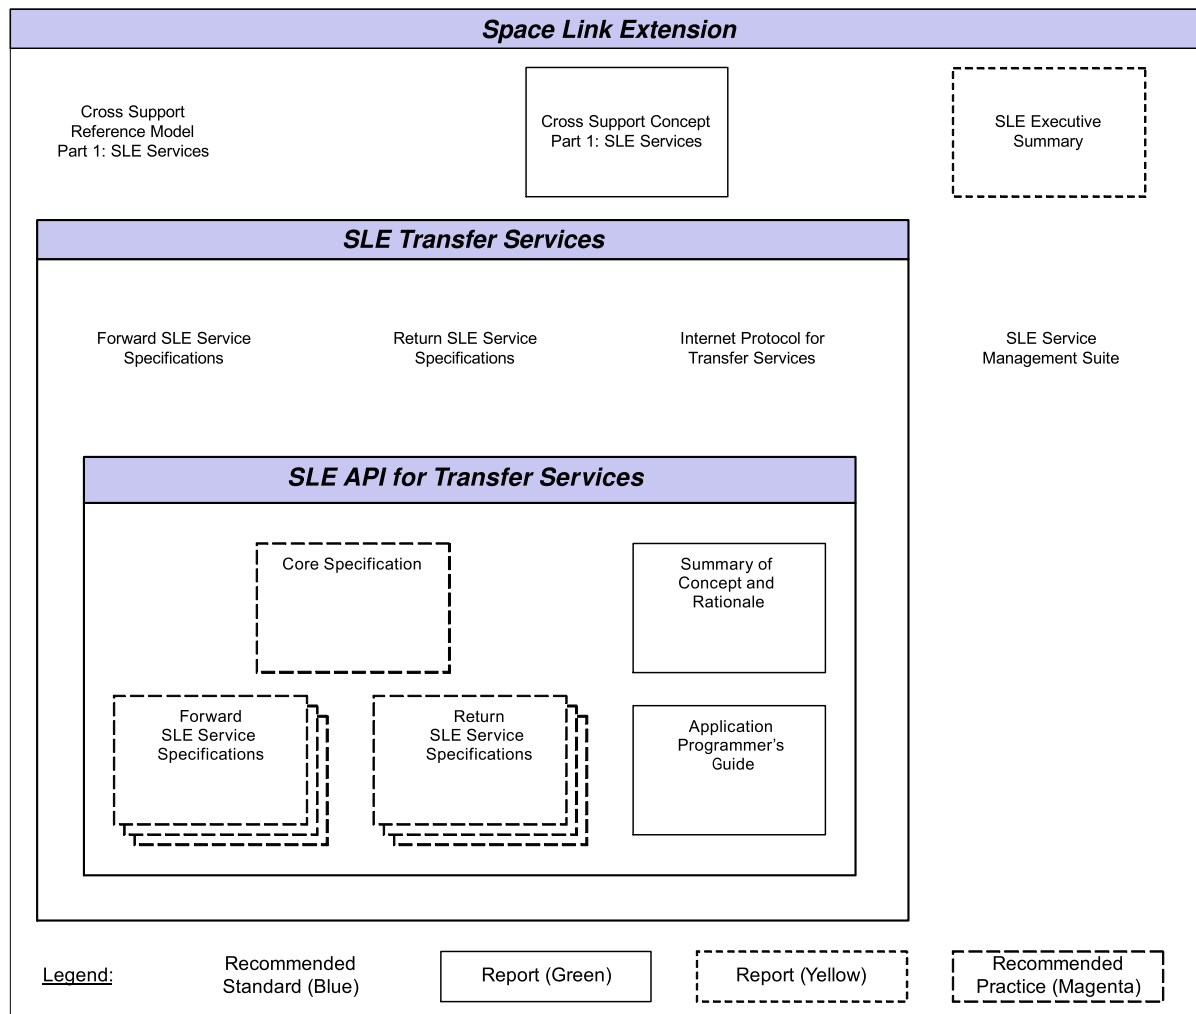 Space Link Extension
Cross Support
Reference Model
Part 1: SLE Services
Cross Support Concept
Part 1: SLE Services
SLE Executive
Summary
SLE Transfer Services
Forward SLE Service
Specifications
Return SLE Service
Specifications
Internet Protocol for
Transfer Services
SLE Service
Management Suite
SLE API for Transfer Services
Core Specification
Summary of
Concept and
Rationale
Forward
SLE Service
Specifications
Return
SLE Service
Specifications
Application
Programmer's
Guide
Legend:
Recommended
Standard (Blue)
Report (Green)
Report (Yellow)
Recommended
Practice (Magenta)